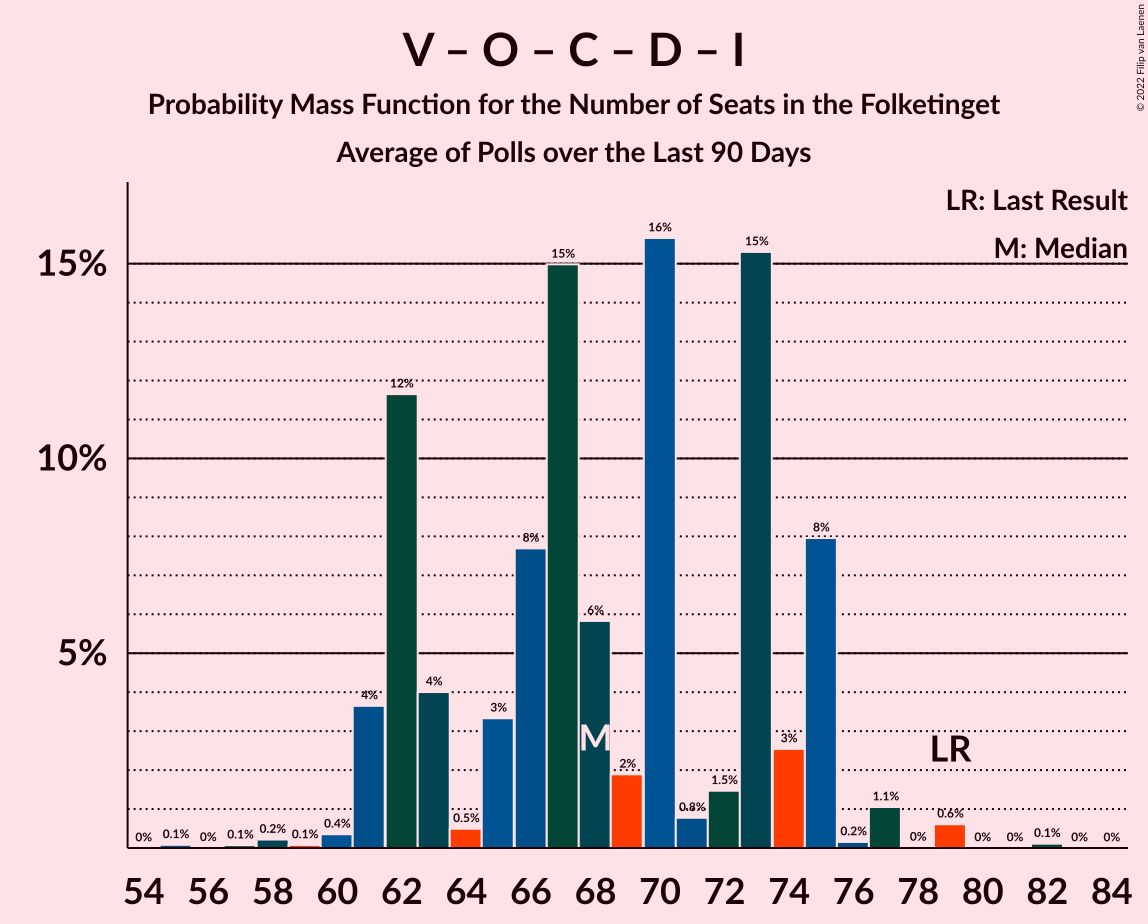 V – O – C – D – I
Probability Mass Function for the Number of Seats in the Folketinget
Average of Polls over the Last 90 Days
© 2022 Filip van Laenen
LR: Last Result
M: Median
15%
10%
5%
0% 0.1% 0% 0.1% 0.2% 0.1% 0.4% 4% 12% 4% 0.5% 3% 8% 15% 6% 2% 16% 0.8% 1.5% 15% 3% 8% 0.2% 1.1% 0% 0.6% 0% 0% 0.1% 0% 0%
M
LR
54 56 58 60 62 64 66 68 70 72 74 76 78 80 82 84